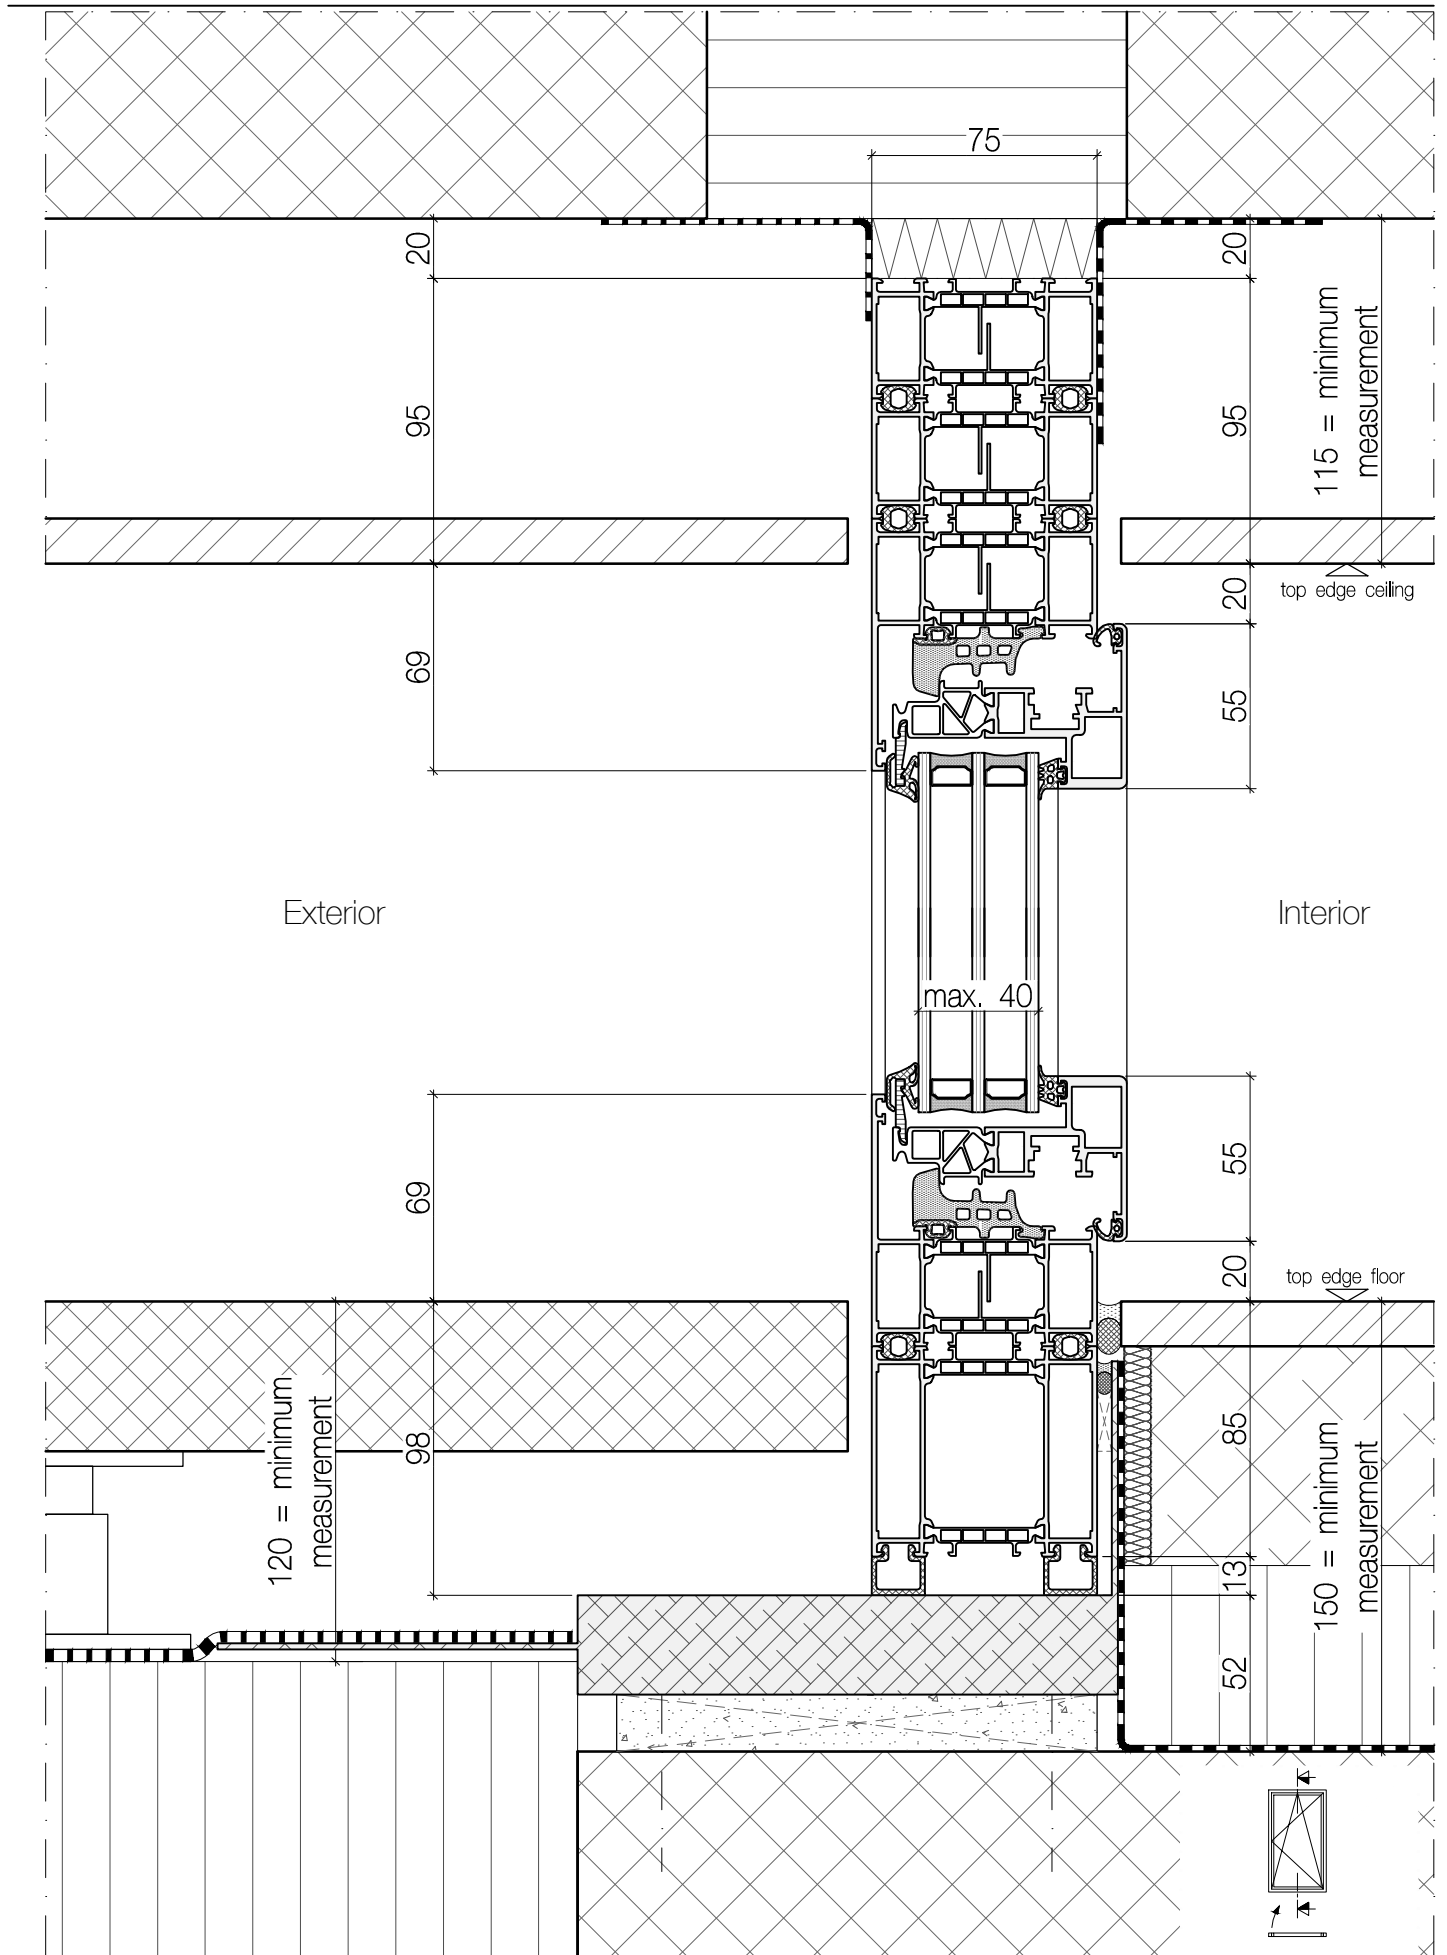 75
20
20
115 = minimum
measurement
95
95
top edge ceiling
20
69
55
Exterior
Interior
max. 40
55
69
20
top edge floor
120 = minimum
measurement
98
85
150 = minimum
measurement
13
52